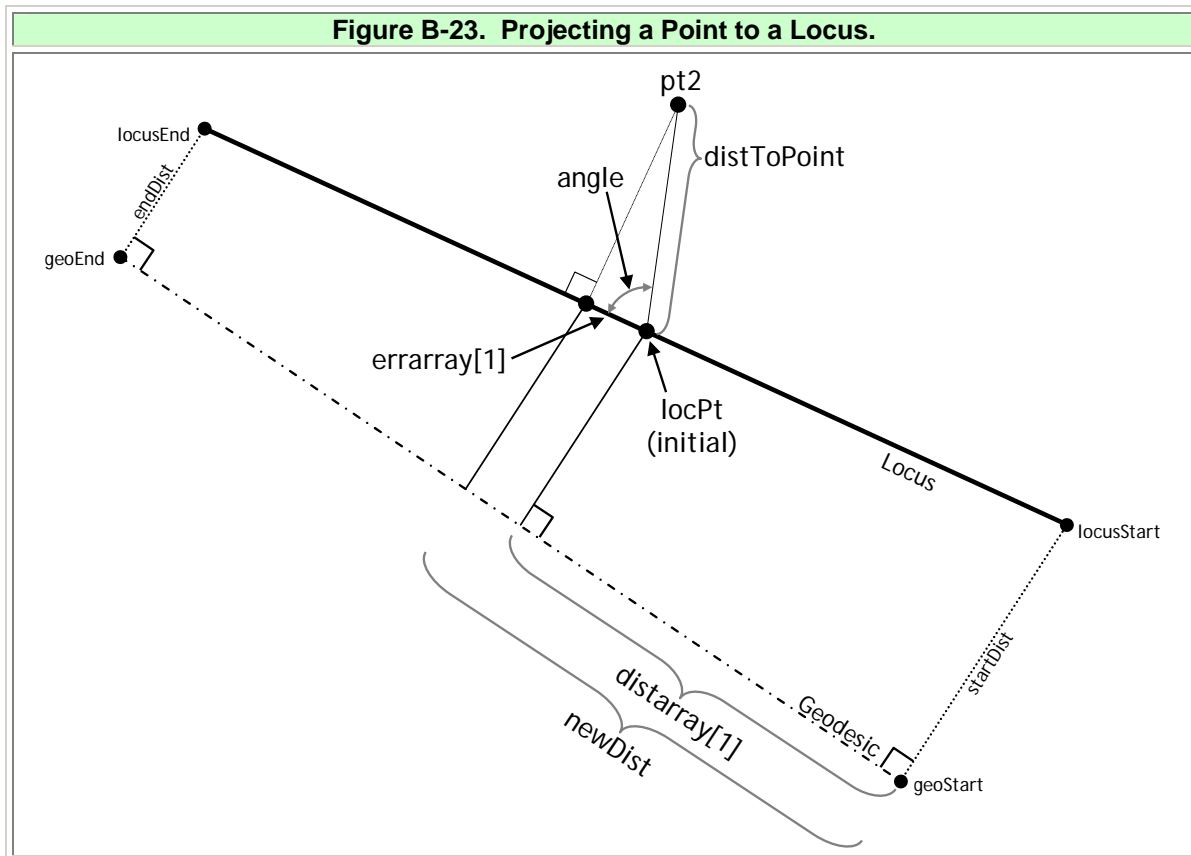 Figure B-23. Projecting a Point to a Locus.
pt2
locusEnd
distToPoint
endDist
angle
geoEnd
errarray[1]
locPt
(initial)
Locus
locusStart
startDist
distarray[1]
Geodesic
newDist
geoStart